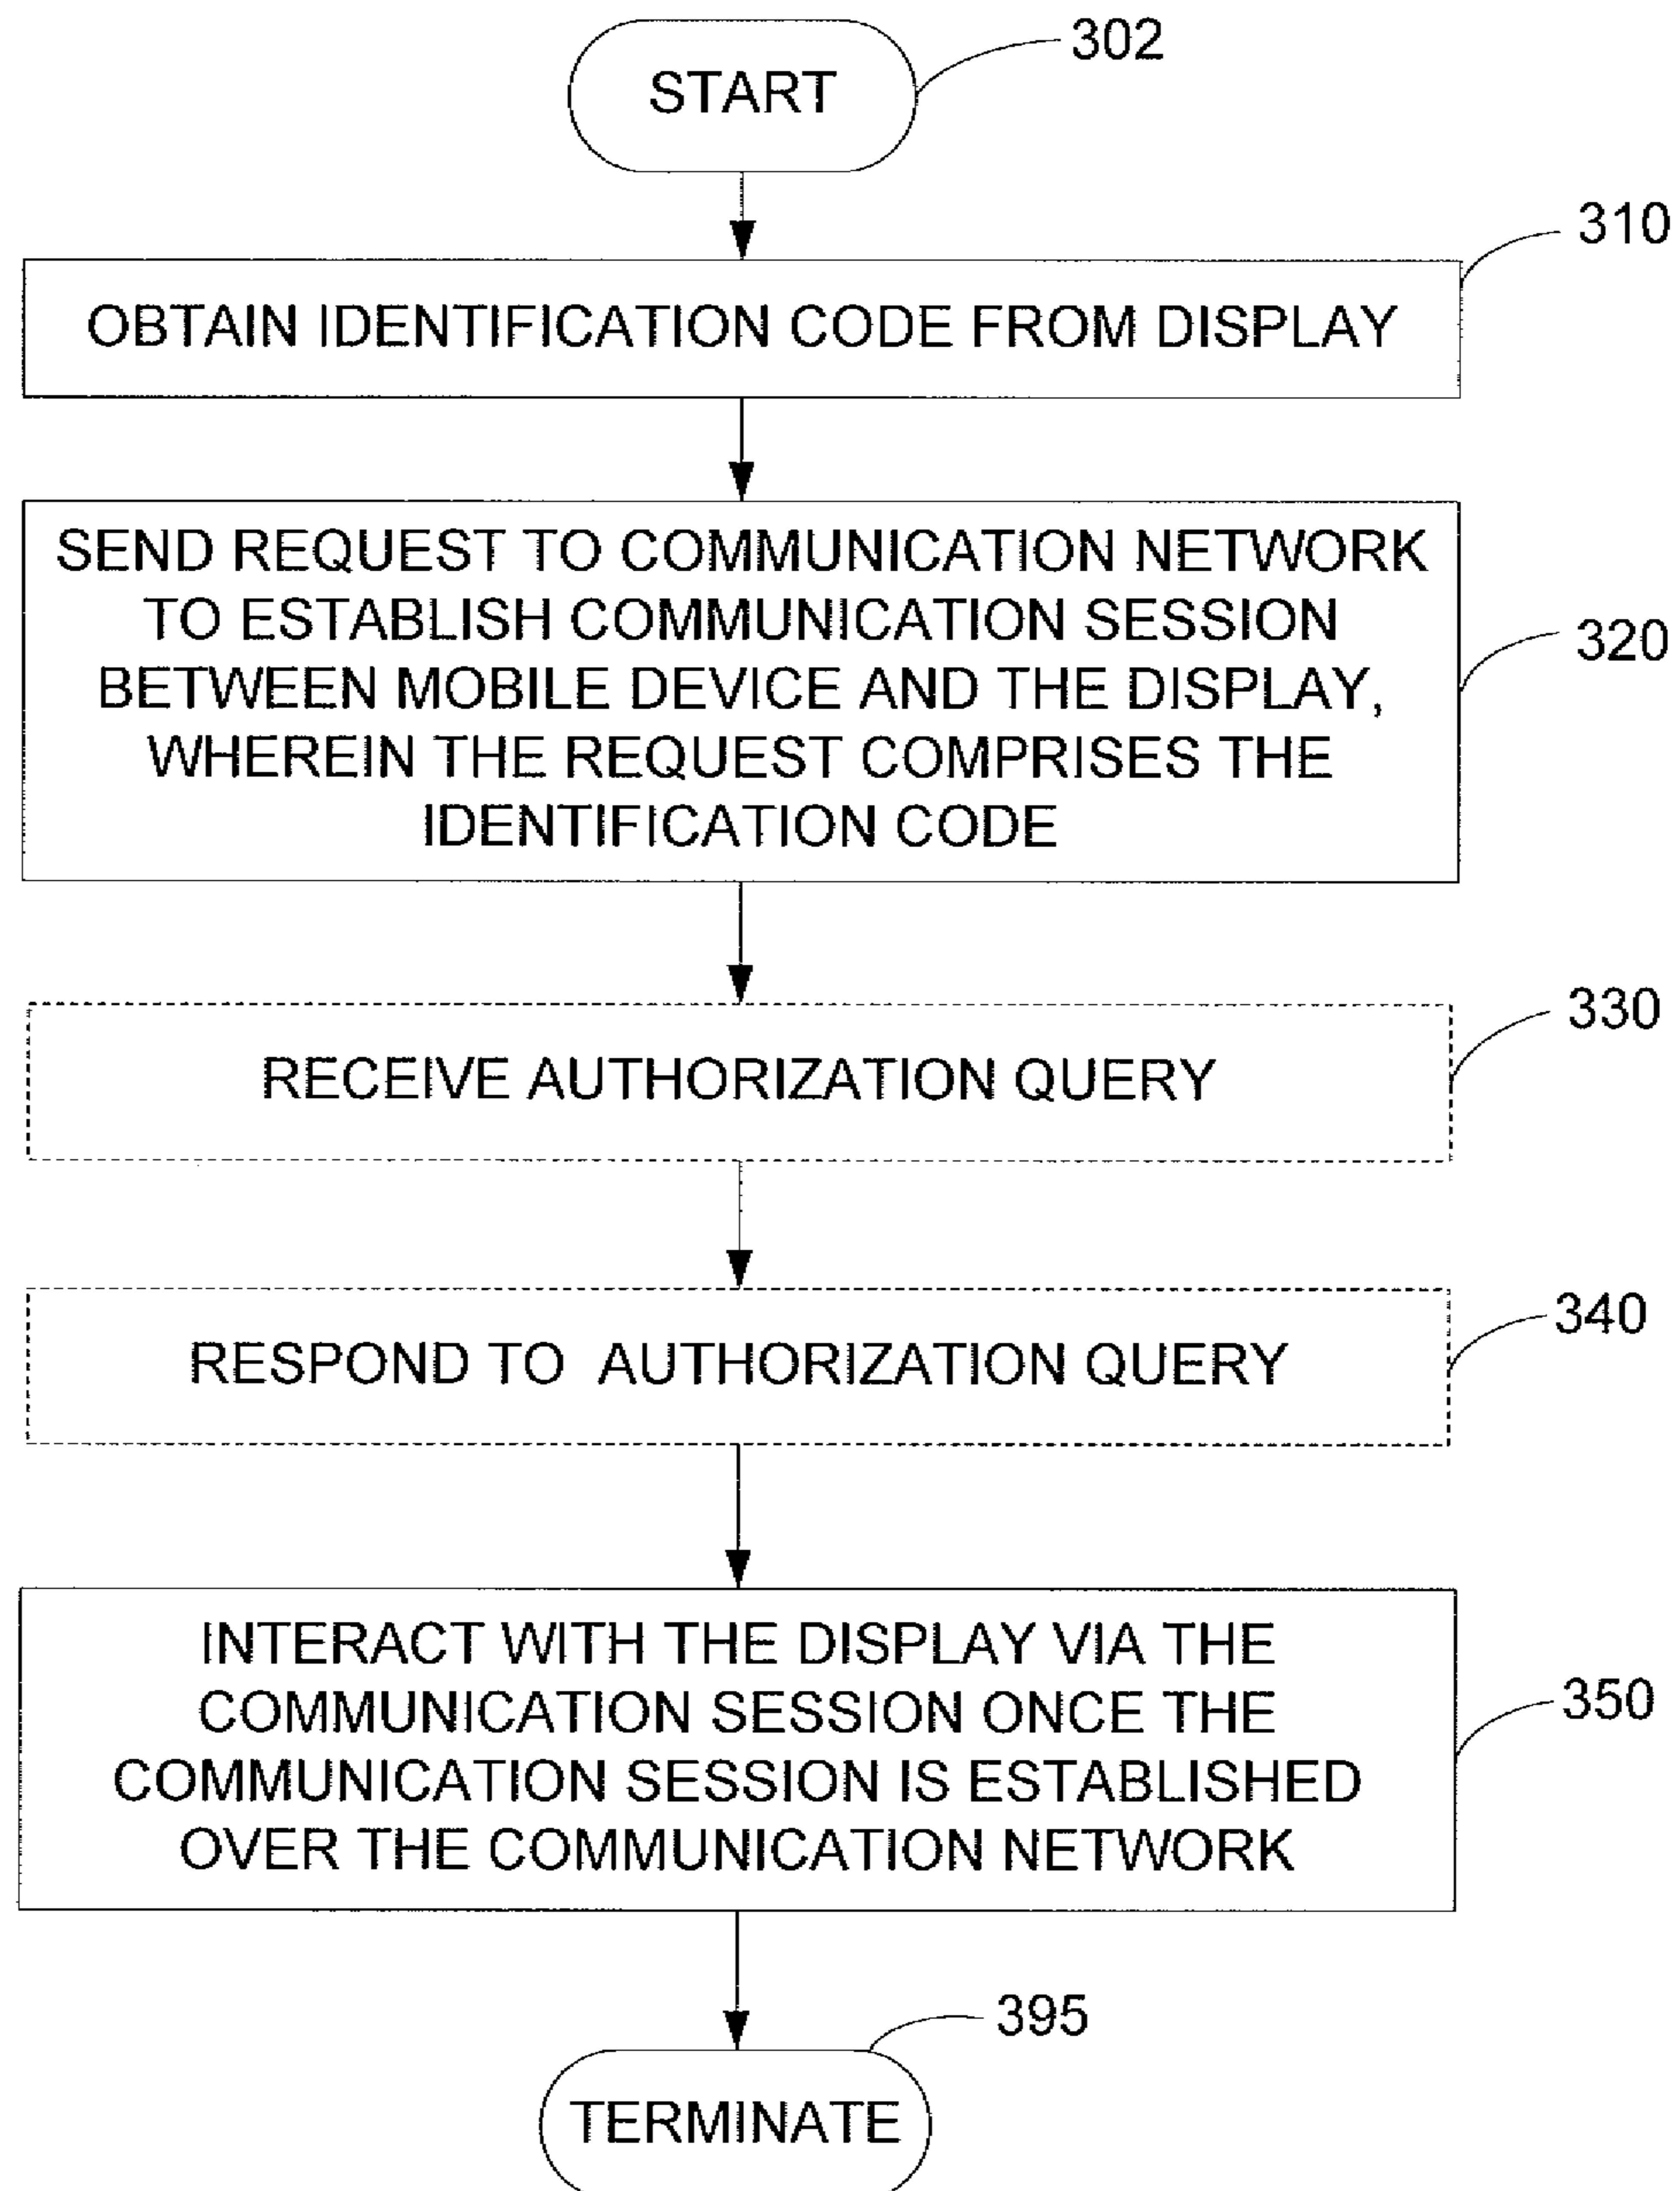 START
302
310
OBTAIN IDENTIFICATION CODE FROM DISPLAY
SEND REQUEST TO COMMUNICATION NETWORK
TO ESTABLISH COMMUNICATION SESSION
BETWEEN MOBILE DEVICE AND THE DISPLAY,
WHEREIN THE REQUEST COMPRISES THE
IDENTIFICATION CODE
320
330
RECEIVE AUTHORIZATION QUERY
340
RESPOND TO AUTHORIZATION QUERY
INTERACT WITH THE DISPLAY VIA THE
COMMUNICATION SESSION ONCE THE
COMMUNICATION SESSION IS ESTABLISHED
OVER THE COMMUNICATION NETWORK
350
395
TERMINATE